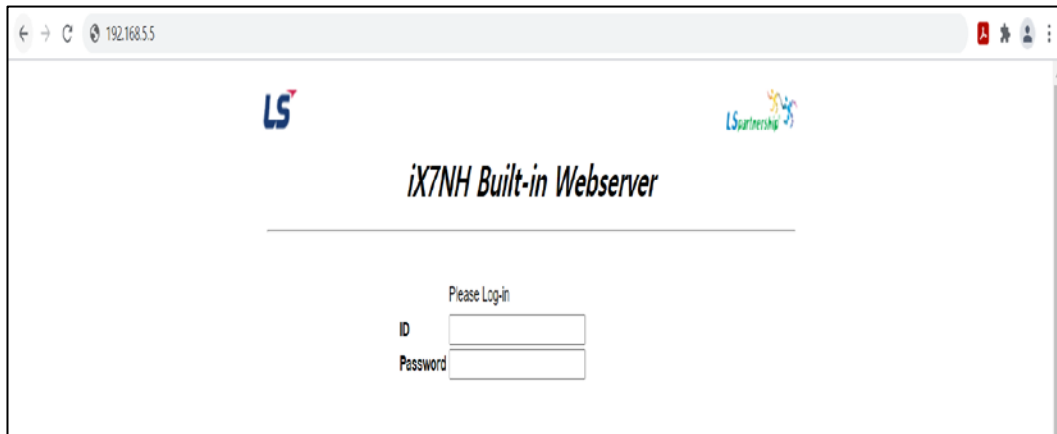 192.168.5.5
LS
LSpartnership
iX7NH Built-in Webserver
Please Log-in
ID
Password